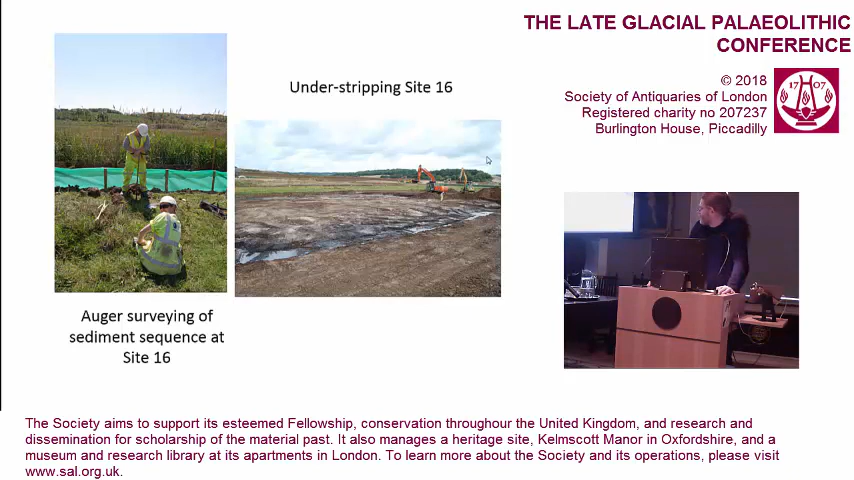 THE LATE GLACIAL PALAEOLITHIC
CONFERENCE
© 2018
Society of Antiquaries of London
Registered charity no 207237
Burlington House, Piccadilly
17 07
Under-stripping Site 16
Auger surveying of
sediment sequence at
Site 16
The Society aims to support its esteemed Fellowship, conservation throughour the United Kingdom, and research and
dissemination for scholarship of the material past. It also manages a heritage site, Kelmscott Manor in Oxfordshire, and a
museum and research library at its apartments in London. To learn more about the Society and its operations, please visit
www.sal.org.uk.